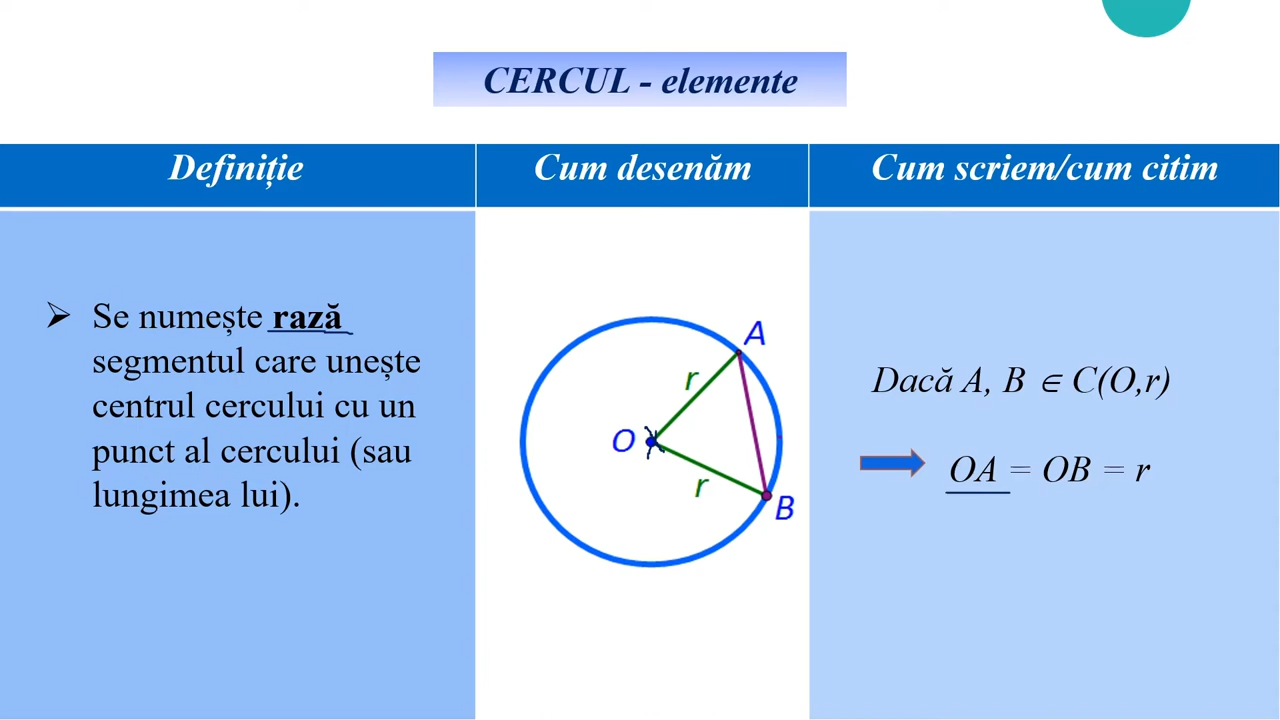 CERCUL - elemente
Definiție
Cum desenăm
Cum scriem/cum citim
➢ Se numește rază
segmentul care unește
centrul cercului cu un
punct al cercului (sau
lungimea lui).
A
r
O
r
B
Dacă A, B ∈ C(O,r)
OA = OB = r